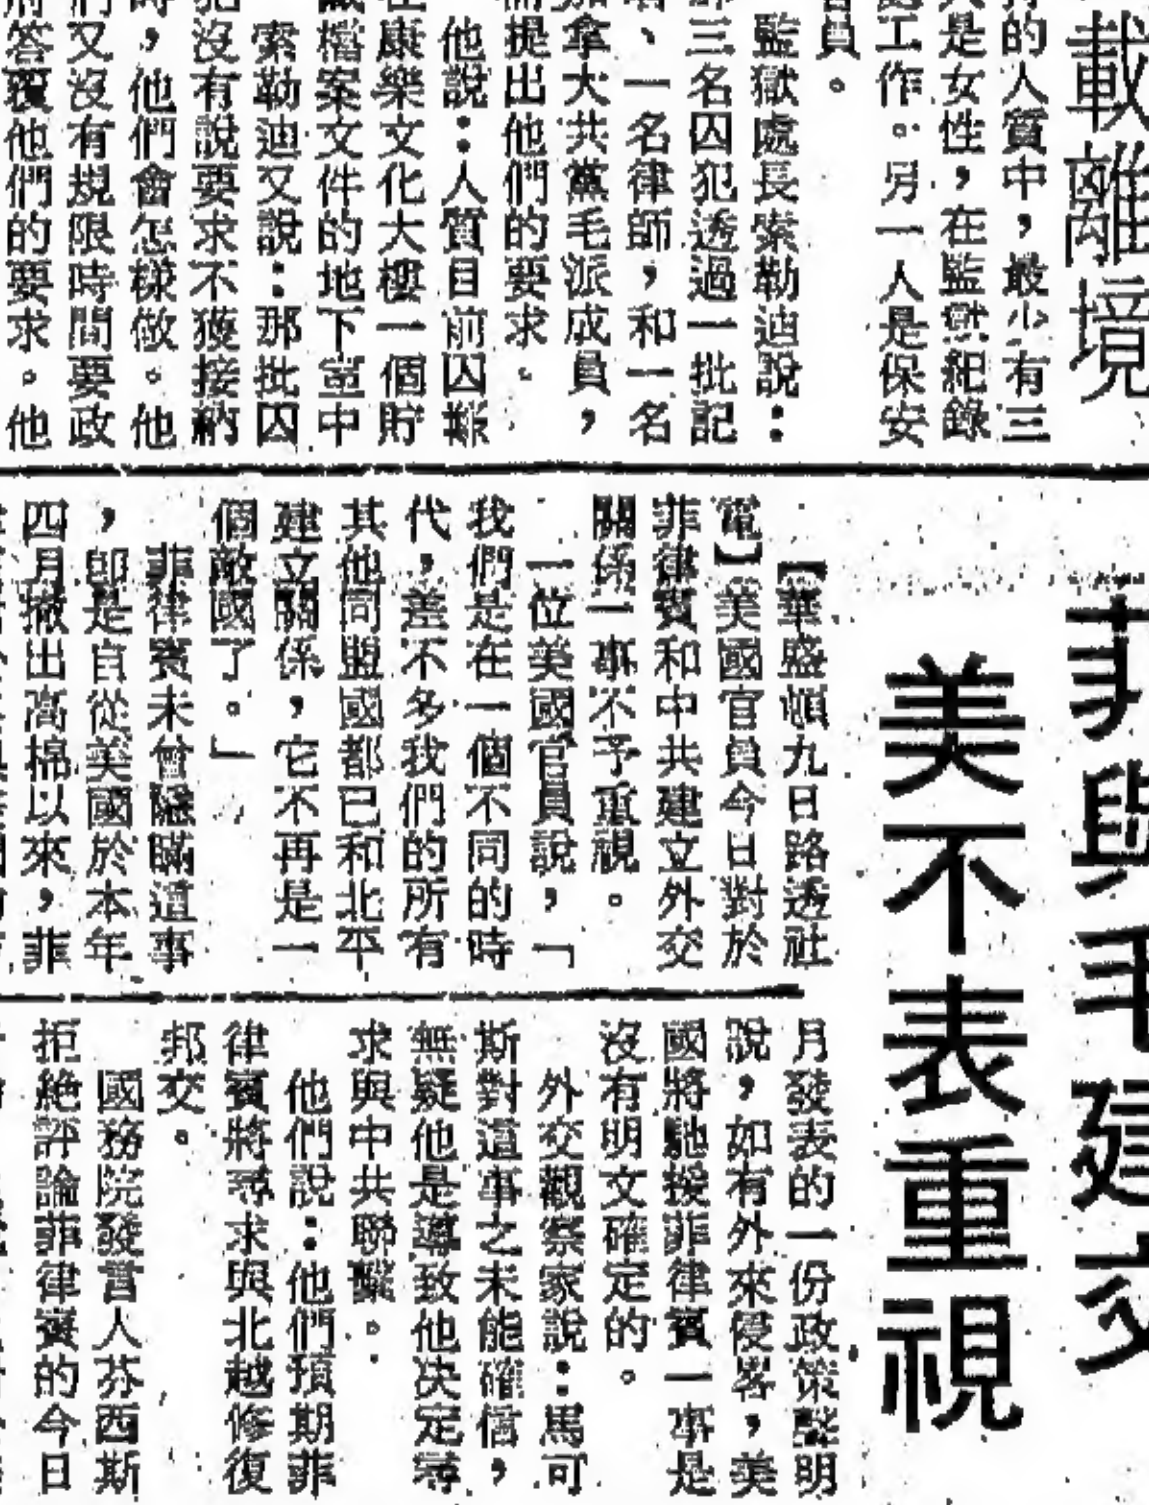 載離境
的人質中，最少有三
是女性，在監獄紀錄
工作。另一人是保安
員。
監獄處長索勒迪說：
三名囚犯透過一批記
、一名律師，和一名
拿大共黨毛派成員，
提出他們的要求。
他說：人質目前囚禁
康樂文化大樓一個貯
藏檔案文件的地下室中
索勒迪又說：那批囚
犯沒有說要求不獲接納
時，他們會怎樣做。他
們又沒有規限時間要政
府答覆他們的要求。他
菲與毛建交
美不表重視
【華盛頓九日路透社
電】美國官員今日對於
菲律賓和中共建立外交
關係一事不予重視。
一位美國官員說，「
我們是在一個不同的時
代，差不多我們的所有
其他同盟國都已和北平
建立關係，它不再是一
個敵國了。」
菲律賓未曾隱瞞這事
，即是自從美國於本年
四月撤出高棉以來，菲
月發表的一份政策聲明
說，如有外來侵畧，美
國將馳援菲律賓一事是
沒有明文確定的。
外交觀察家說：馬可
斯對這事之未能確信，
無疑他是導致他決定尋
求與中共聯繫。
他們說：他們預期菲
律賓將尋求與北越修復
邦交。
國務院發言人芬西斯
拒絶評論菲律賓的今日